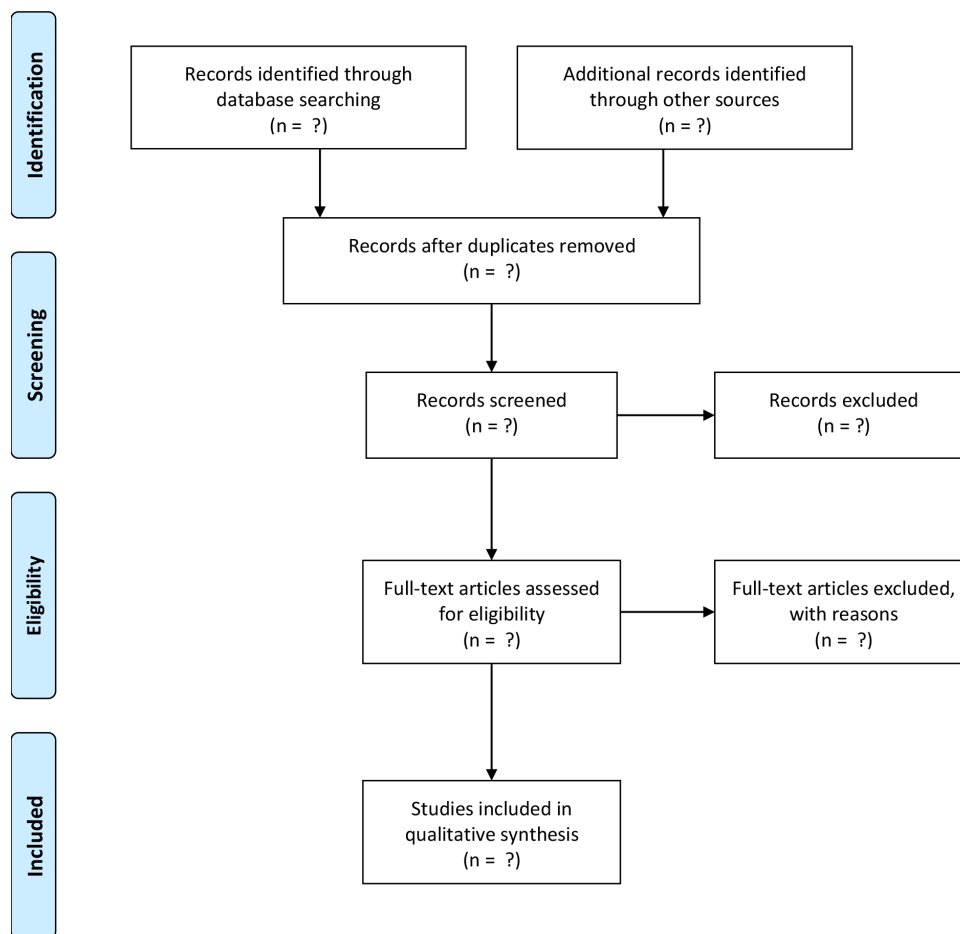 Identification
Records identified through
database searching
(n =  ?)
Additional records identified
through other sources
(n = ?)
Records after duplicates removed
(n =  ?)
Screening
Records screened
(n = ?)
Records excluded
(n = ?)
Eligibility
Full-text articles assessed
for eligibility
(n =  ?)
Full-text articles excluded,
with reasons
(n =  ?)
Included
Studies included in
qualitative synthesis
(n =  ?)